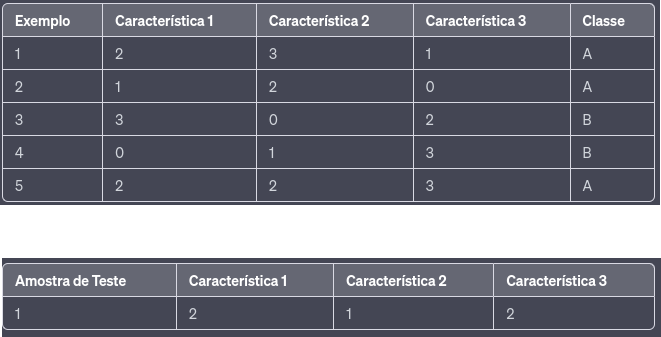 Exemplo Característica 1 Característica 2 Característica 3 Classe
1 2 3 1 A
2 1 2 0 A
3 3 0 2 B
4 0 1 3 B
5 2 2 3 A
Amostra de Teste Característica 1 Característica 2 Característica 3
1 2 1 2